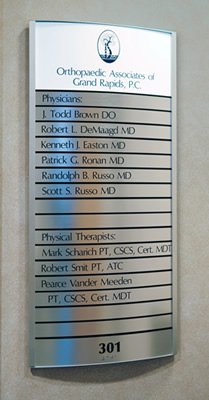 Orthopaedic Associates of
Grand Rapids, P.C.
Physicians:
J. Todd Brown DO
Robert L. DeMaagd MD
Kenneth J. Easton MD
Patrick G. Ronan MD
Randolph B. Russo MD
Scott S. Russo MD
Physical Therapists:
Mark Scharich PT, CSCS, Cert. MDT
Robert Smit PT, ATC
Pearce Vander Meeden
PT, CSCS, Cert. MDT
301